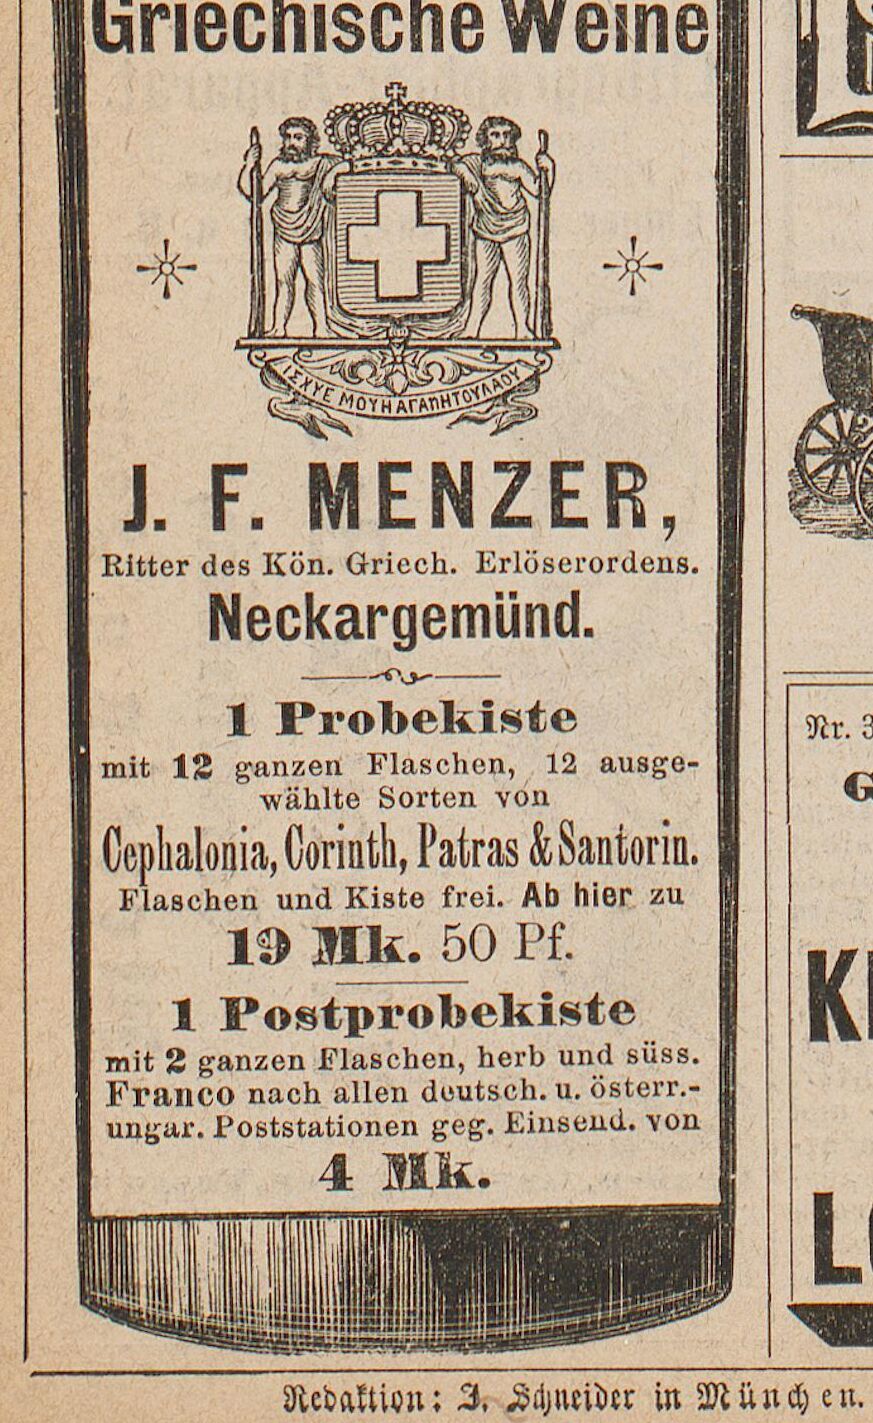 Griechische Weine
ΙΣΧΥΕ ΜΟΥ Η ΑΓΑΠΗ ΤΟΥ ΛΑΟΥ
J. F. MENZER,
Ritter des Kön. Griech. Erlöserordens.
Neckargemünd.
1 Probekiste
mit 12 ganzen Flaschen, 12 ausge-
wählte Sorten von
Cephalonia, Corinth, Patras & Santorin.
Flaschen und Kiste frei. Ab hier zu
19 Mk. 50 Pf.
1 Postprobekiste
mit 2 ganzen Flaschen, herb und süss.
Franco nach allen deutsch. u. österr.-
ungar. Poststationen geg. Einsend. von
4 Mk.
Nr. 3
G
K
L
Redaktion: J. Schneider in München.